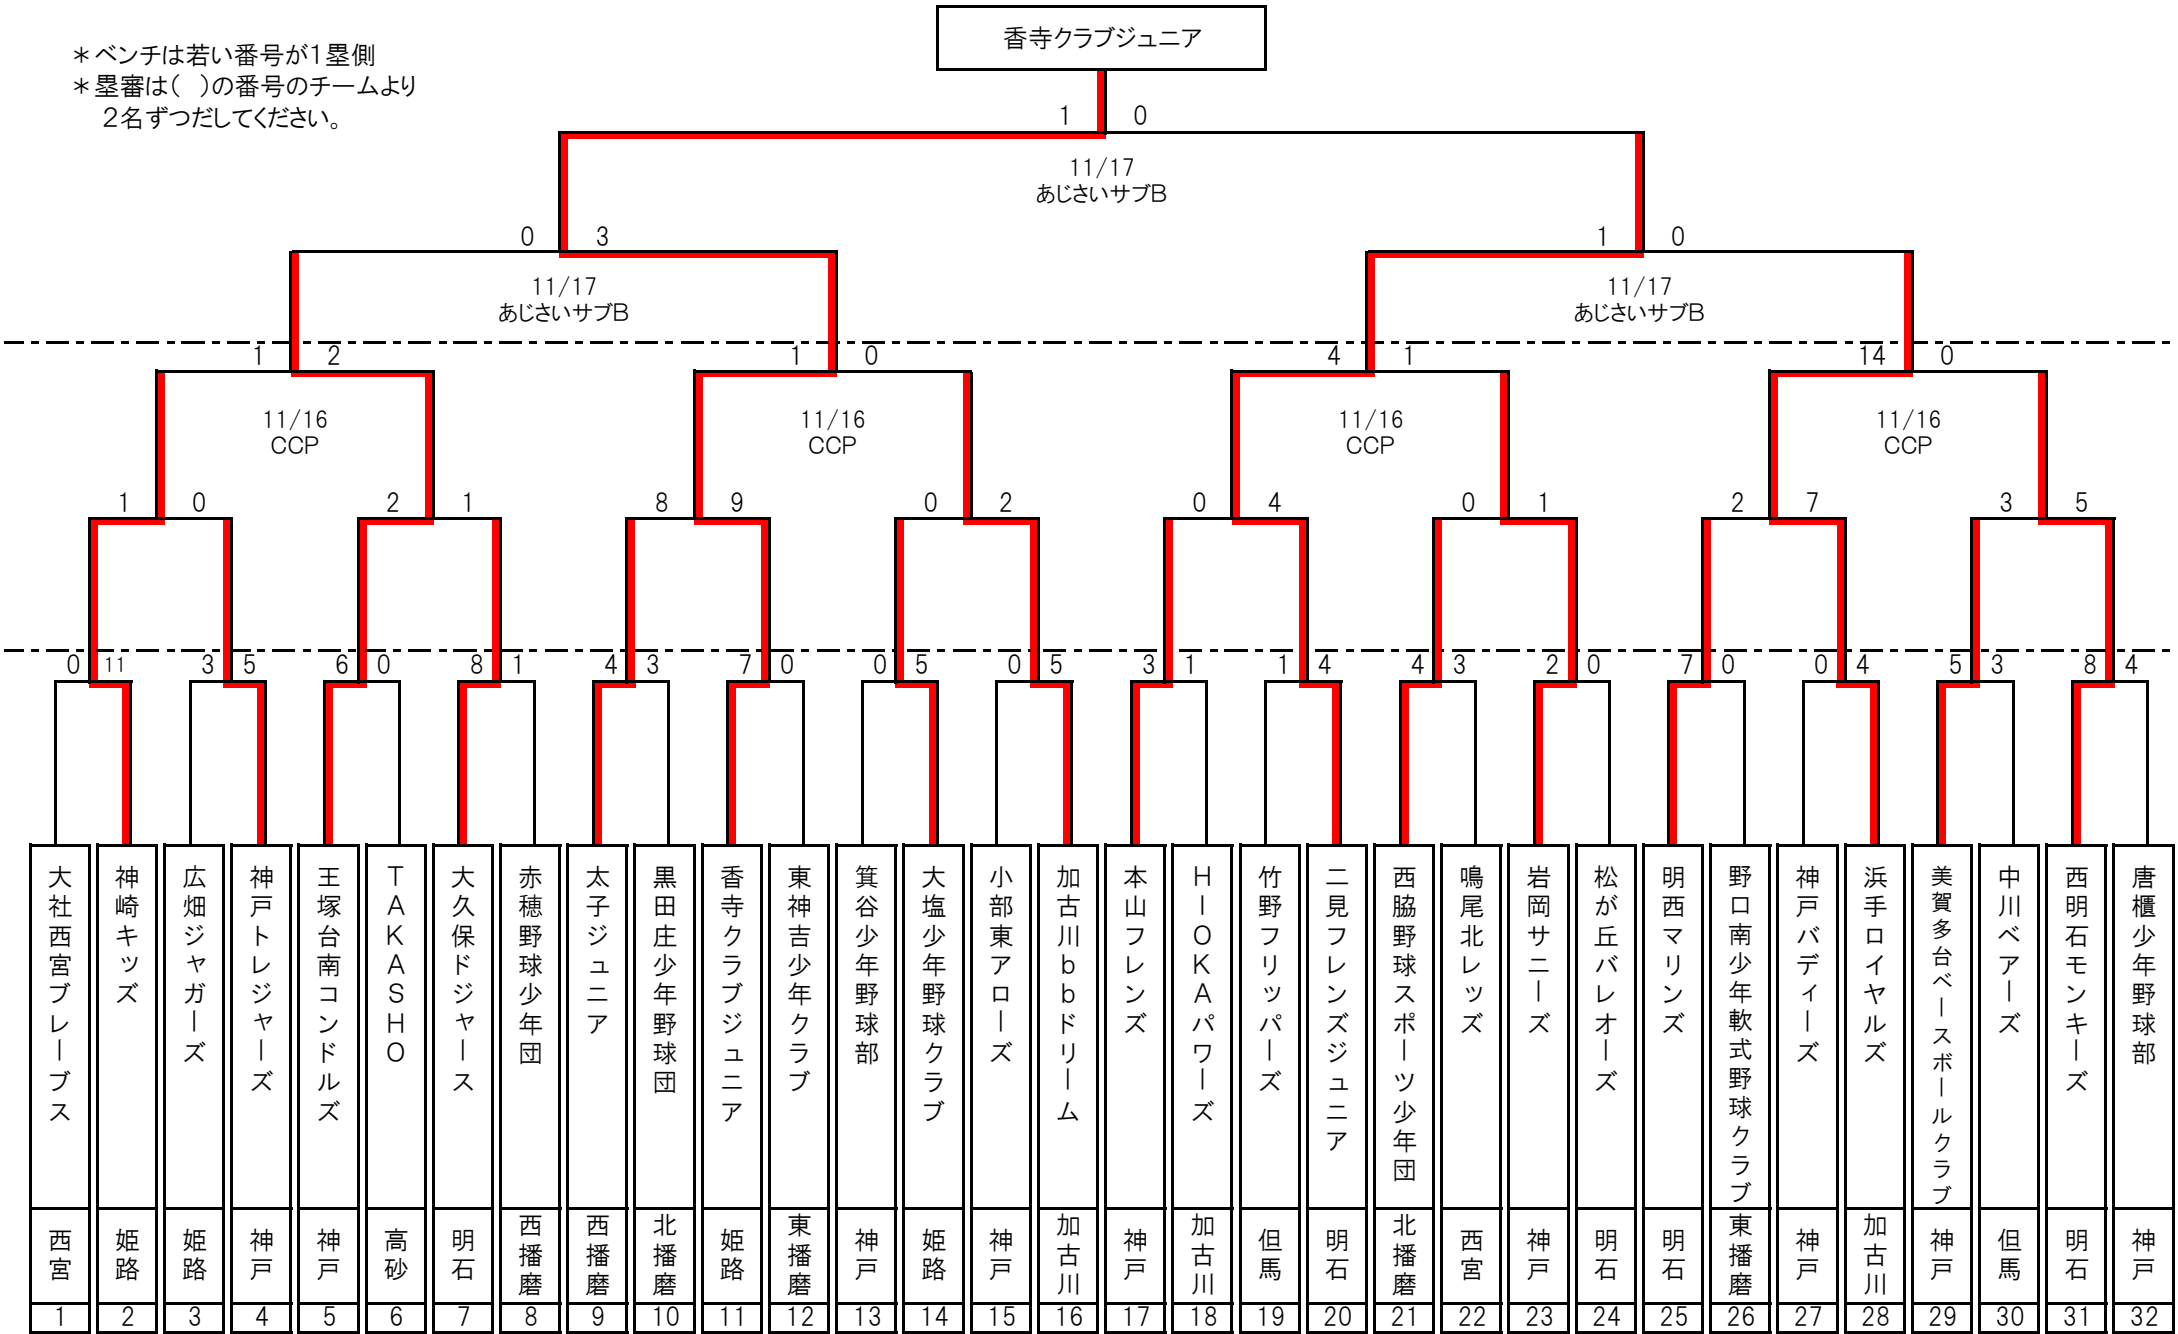 香寺クラブジュニア
＊ベンチは若い番号が１塁側
＊塁審は（　）の番号のチームより
２名ずつだしてください。
1 0
11/17
あじさいサブB
0 3 1 0
11/17 11/17
あじさいサブB あじさいサブB
1 2 1 0 4 1 14 0
11/16 11/16 11/16 11/16
CCP CCP CCP CCP
1 0 2 1 8 9 0 2 0 4 0 1 2 7 3 5
0 11 3 5 6 0 8 1 4 3 7 0 0 5 0 5 3 1 1 4 4 3 2 0 7 0 0 4 5 3 8 4
大社西宮ブレーブス
神崎キッズ
広畑ジャガーズ
神戸トレジャーズ
王塚台南コンドルズ
ＴＡＫＡＳＨＯ
大久保ドジャース
赤穂野球少年団
太子ジュニア
黒田庄少年野球団
香寺クラブジュニア
東神吉少年クラブ
箕谷少年野球部
大塩少年野球クラブ
小部東アローズ
加古川ｂｂドリーム
本山フレンズ
ＨＩＯＫＡパワーズ
竹野フリッパーズ
二見フレンズジュニア
西脇野球スポーツ少年団
鳴尾北レッズ
岩岡サニーズ
松が丘バレオーズ
明西マリンズ
野口南少年軟式野球クラブ
神戸バディーズ
浜手ロイヤルズ
美賀多台ベースボールクラブ
中川ベアーズ
西明石モンキーズ
唐櫃少年野球部
西宮 姫路 姫路 神戸 神戸 高砂 明石 西播磨 西播磨 北播磨 姫路 東播磨 神戸 姫路 神戸 加古川 神戸 加古川 但馬 明石 北播磨 西宮 神戸 明石 明石 東播磨 神戸 加古川 神戸 但馬 明石 神戸
1 2 3 4 5 6 7 8 9 10 11 12 13 14 15 16 17 18 19 20 21 22 23 24 25 26 27 28 29 30 31 32